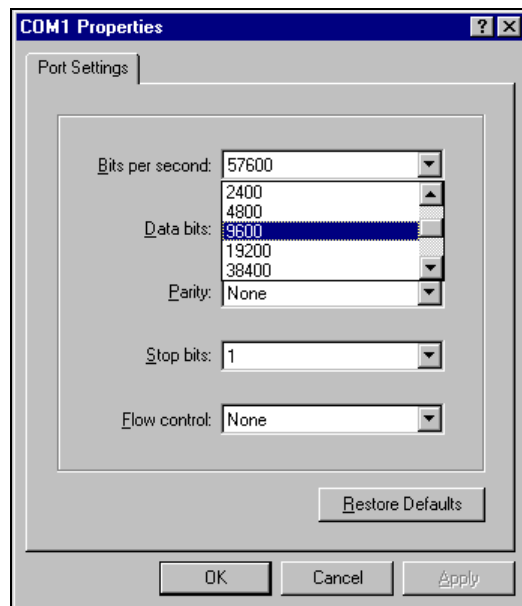 COM1 Properties
Port Settings
Bits per second: 57600
2400
4800
Data bits: 9600
19200
38400
Parity: None
Stop bits: 1
Flow control: None
Restore Defaults
OK Cancel Apply